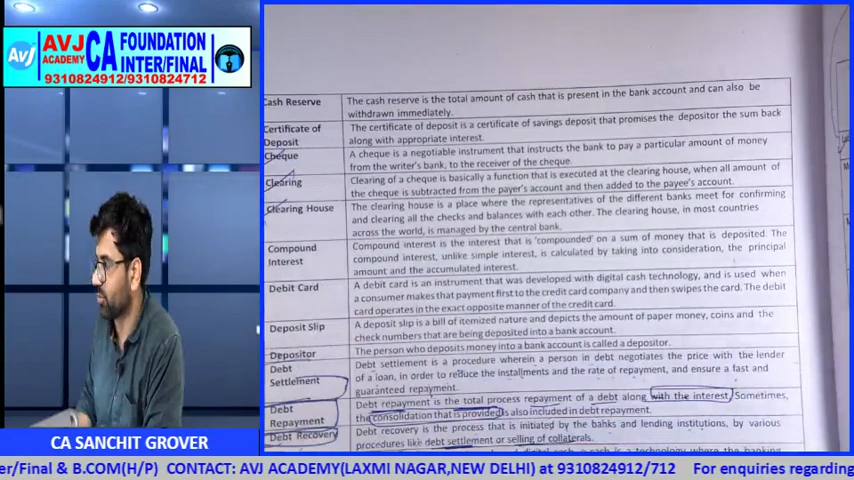 AVJ
ACADEMY
CA
FOUNDATION
INTER/FINAL
9310824912/9310824712
AVJ
Cash Reserve
The cash reserve is the total amount of cash that is present in the bank account and can also be
withdrawn immediately.
Certificate of
Deposit
The certificate of deposit is a certificate of savings deposit that promises the depositor the sum back
along with appropriate interest.
Cheque
A cheque is a negotiable instrument that instructs the bank to pay a particular amount of money
from the writer's bank, to the receiver of the cheque.
Clearing
Clearing of a cheque is basically a function that is executed at the clearing house, when all amount of
the cheque is subtracted from the payer's account and then added to the payee's account.
Clearing House
The clearing house is a place where the representatives of the different banks meet for confirming
and clearing all the checks and balances with each other. The clearing house, in most countries
across the world, is managed by the central bank.
Compound
Interest
Compound interest is the interest that is 'compounded' on a sum of money that is deposited. The
compound interest, unlike simple interest, is calculated by taking into consideration, the principal
amount and the accumulated interest.
Debit Card
A debit card is an instrument that was developed with digital cash technology, and is used when
a consumer makes that payment first to the credit card company and then swipes the card. The debit
card operates in the exact opposite manner of the credit card.
Deposit Slip
A deposit slip is a bill of itemized nature and depicts the amount of paper money, coins and the
check numbers that are being deposited into a bank account.
Depositor
The person who deposits money into a bank account is called a depositor.
Debt
Settlement
Debt settlement is a procedure wherein a person in debt negotiates the price with the lender
of a loan, in order to reduce the installments and the rate of repayment, and ensure a fast and
guaranteed repayment.
Debt
Repayment
Debt repayment is the total process repayment of a debt along with the interest. Sometimes,
the consolidation that is provided is also included in debt repayment.
Debt Recovery
Debt recovery is the process that is initiated by the banks and lending institutions, by various
procedures like debt settlement or selling of collaterals.
CA SANCHIT GROVER
er/Final & B.COM(H/P) CONTACT: AVJ ACADEMY(LAXMI NAGAR,NEW DELHI) at 9310824912/712 For enquiries regarding